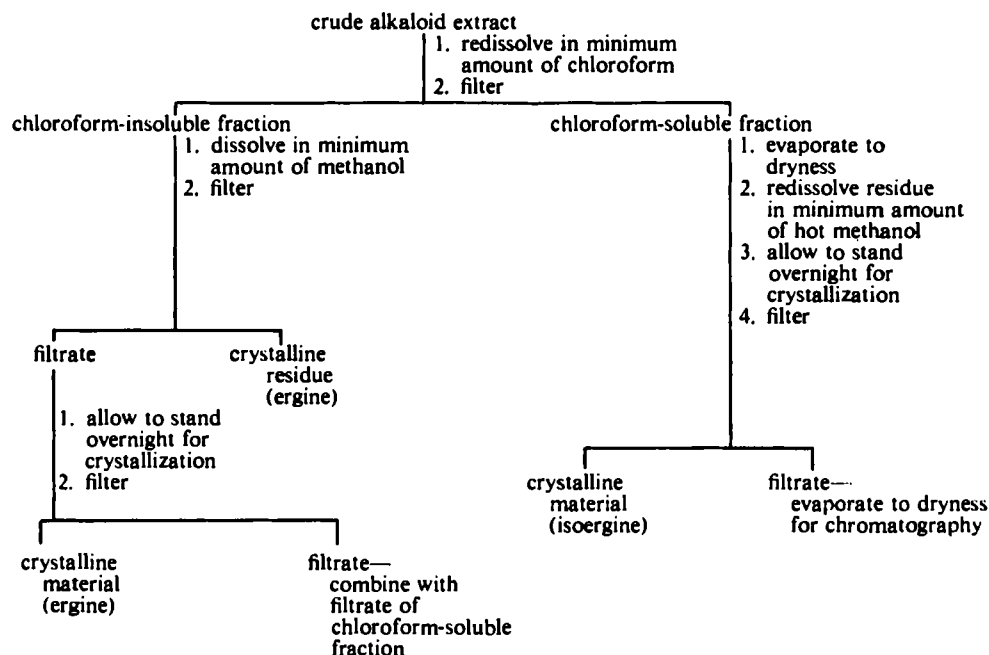 crude alkaloid extract
1. redissolve in minimum
amount of chloroform
2. filter
chloroform-insoluble fraction
1. dissolve in minimum
amount of methanol
2. filter
chloroform-soluble fraction
1. evaporate to
dryness
2. redissolve residue
in minimum amount
of hot methanol
3. allow to stand
overnight for
crystallization
4. filter
filtrate
crystalline
residue
(ergine)
1. allow to stand
overnight for
crystallization
2. filter
crystalline
material
(isoergine)
filtrate—
evaporate to dryness
for chromatography
crystalline
material
(ergine)
filtrate—
combine with
filtrate of
chloroform-soluble
fraction